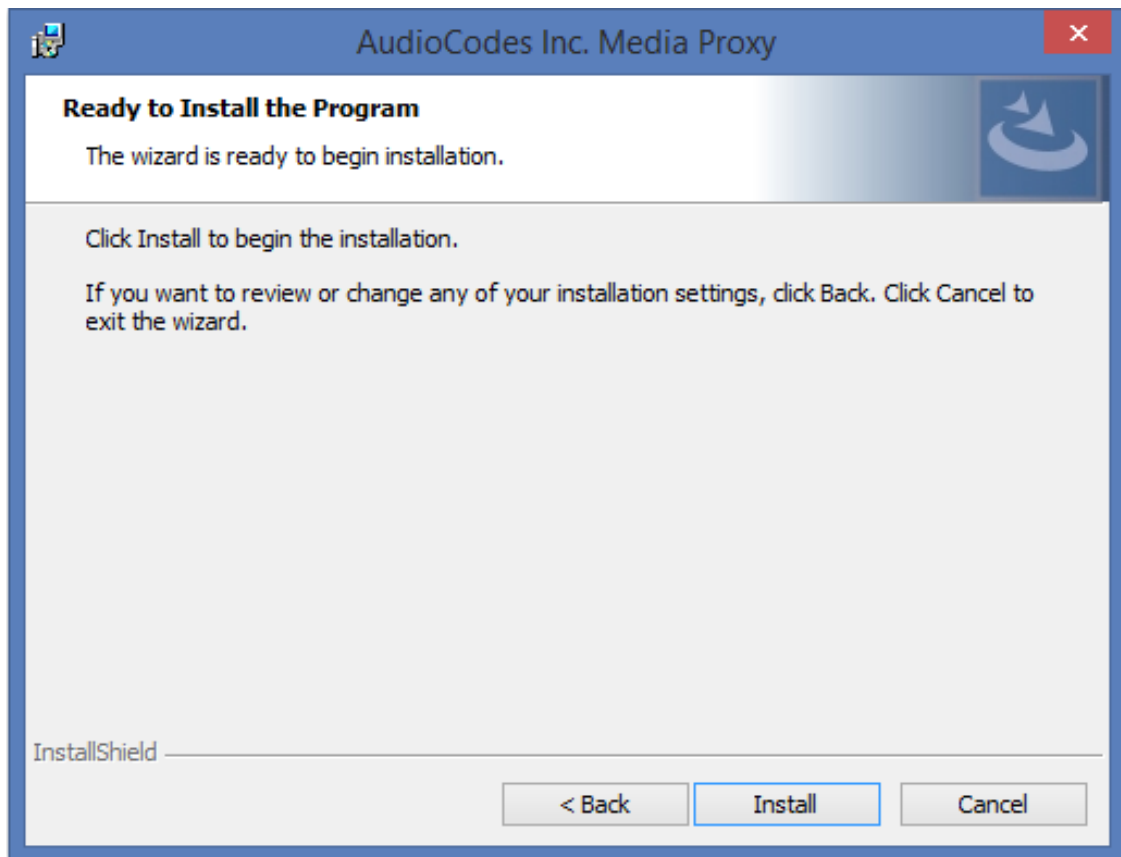 AudioCodes Inc. Media Proxy
Ready to Install the Program
The wizard is ready to begin installation.
Click Install to begin the installation.
If you want to review or change any of your installation settings, click Back. Click Cancel to
exit the wizard.
InstallShield
< Back
Install
Cancel